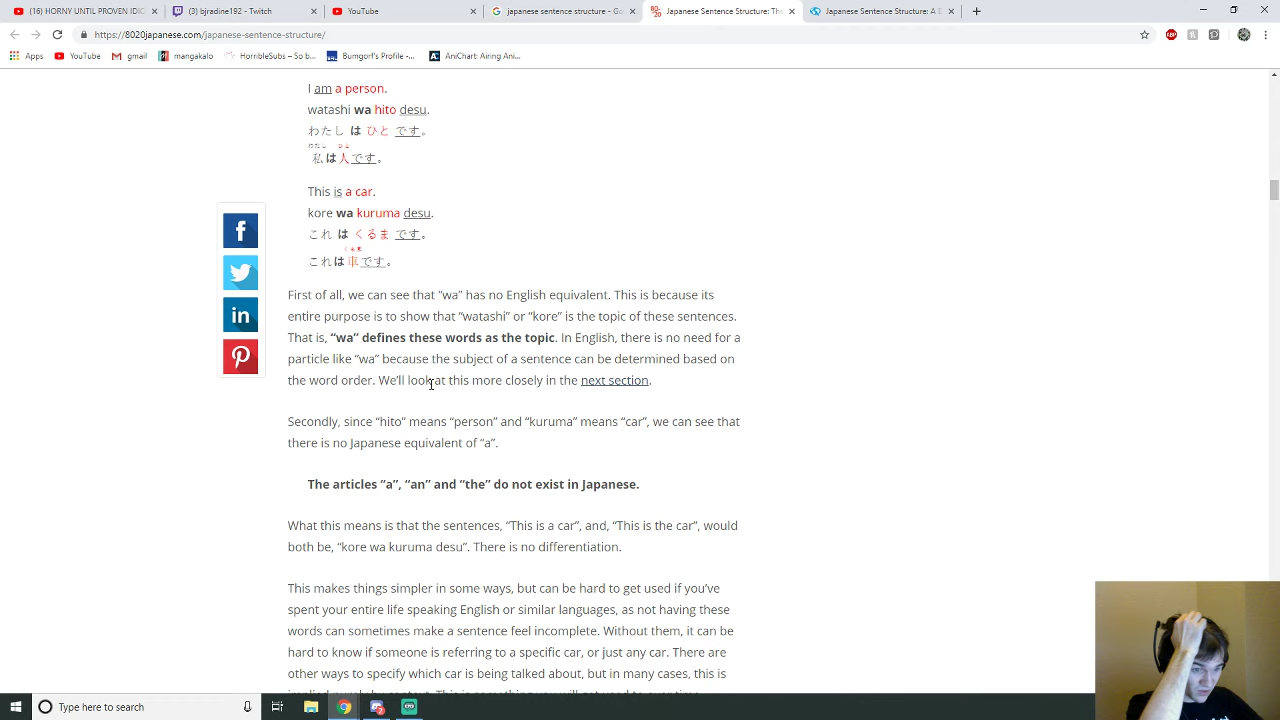 (16) HORNY UNTIL PROVEN IDIO
(3) bjradine192 - Twitch
YouTube
japanese sentence structure - Go
Japanese Sentence Structure: The
Japanese Sentence Structure: A B
https://8020japanese.com/japanese-sentence-structure/
Apps
YouTube
gmail
mangakalo
HorribleSubs – So b...
Bumgorf's Profile -...
AniChart: Airing Ani...
I am a person.
watashi wa hito desu.
わたし は ひと です。
わたし ひと
私は人です。
This is a car.
kore wa kuruma desu.
これ は くるま です。
くるま
これは車です。
First of all, we can see that “wa” has no English equivalent. This is because its
entire purpose is to show that “watashi” or “kore” is the topic of these sentences.
That is, “wa” defines these words as the topic. In English, there is no need for a
particle like “wa” because the subject of a sentence can be determined based on
the word order. We’ll look at this more closely in the next section.
Secondly, since “hito” means “person” and “kuruma” means “car”, we can see that
there is no Japanese equivalent of “a”.
The articles “a”, “an” and “the” do not exist in Japanese.
What this means is that the sentences, “This is a car”, and, “This is the car”, would
both be, “kore wa kuruma desu”. There is no differentiation.
This makes things simpler in some ways, but can be hard to get used if you’ve
spent your entire life speaking English or similar languages, as not having these
words can sometimes make a sentence feel incomplete. Without them, it can be
hard to know if someone is referring to a specific car, or just any car. There are
other ways to specify which car is being talked about, but in many cases, this is
Type here to search